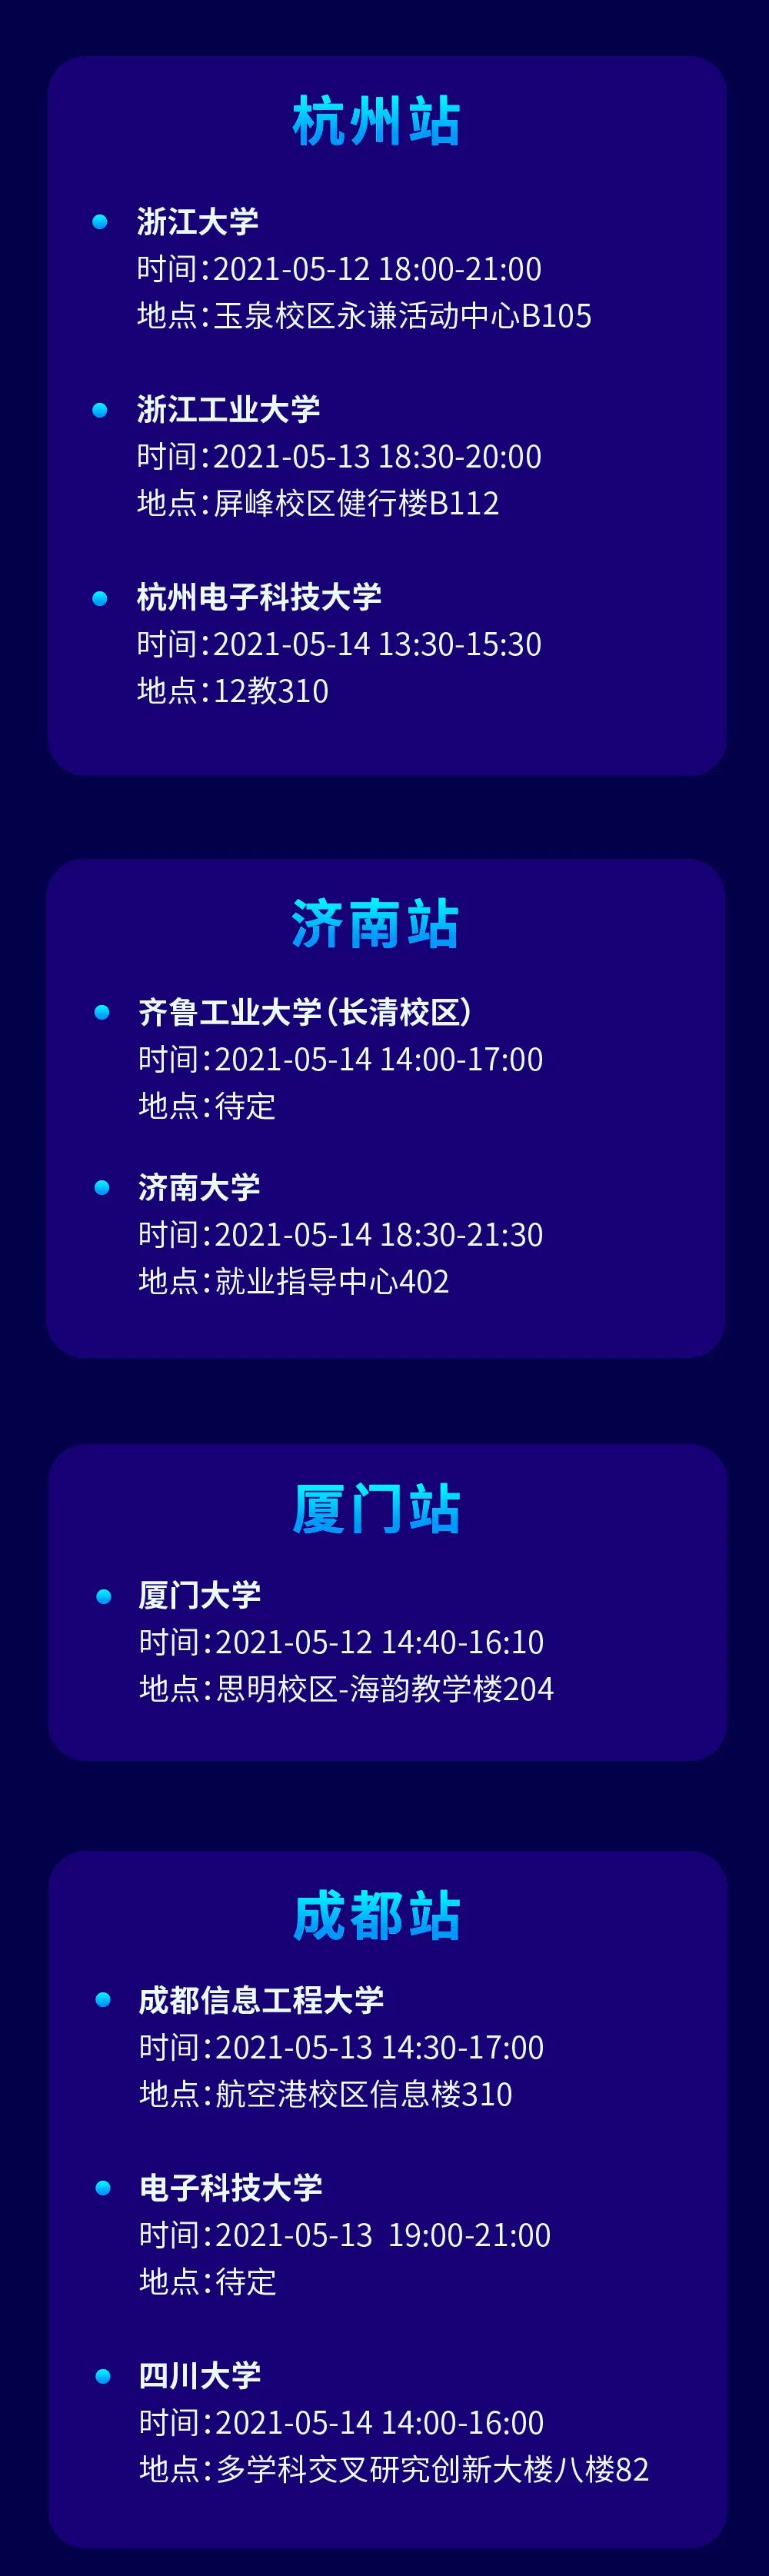 杭州站
浙江大学
时间：2021-05-12 18:00-21:00
地点：玉泉校区永谦活动中心B105
浙江工业大学
时间：2021-05-13 18:30-20:00
地点：屏峰校区健行楼B112
杭州电子科技大学
时间：2021-05-14 13:30-15:30
地点：12教310
济南站
齐鲁工业大学（长清校区）
时间：2021-05-14 14:00-17:00
地点：待定
济南大学
时间：2021-05-14 18:30-21:30
地点：就业指导中心402
厦门站
厦门大学
时间：2021-05-12 14:40-16:10
地点：思明校区-海韵教学楼204
成都站
成都信息工程大学
时间：2021-05-13 14:30-17:00
地点：航空港校区信息楼310
电子科技大学
时间：2021-05-13  19:00-21:00
地点：待定
四川大学
时间：2021-05-14 14:00-16:00
地点：多学科交叉研究创新大楼八楼82